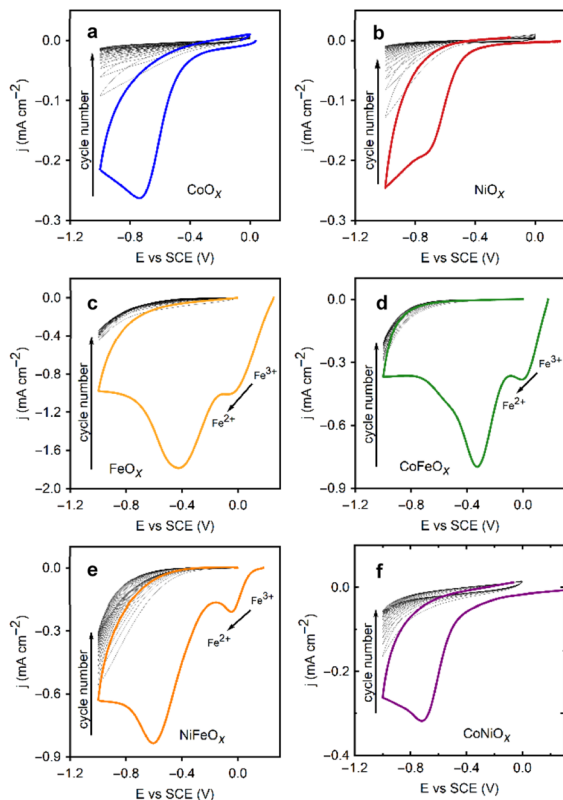 a
0.0
−0.1
−0.2
−0.3
j (mA cm⁻²)
cycle number
CoOx
−1.2 −0.8 −0.4 0.0
E vs SCE (V)
b
0.0
−0.1
−0.2
−0.3
j (mA cm⁻²)
cycle number
NiOx
−1.2 −0.8 −0.4 0.0
E vs SCE (V)
c
0.0
−0.4
−0.8
−1.2
−1.6
−2.0
j (mA cm⁻²)
cycle number
Fe³⁺
Fe²⁺
FeOx
−1.2 −0.8 −0.4 0.0
E vs SCE (V)
d
0.0
−0.3
−0.6
−0.9
j (mA cm⁻²)
cycle number
Fe³⁺
Fe²⁺
CoFeOx
−1.2 −0.8 −0.4 0.0
E vs SCE (V)
e
0.0
−0.3
−0.6
−0.9
j (mA cm⁻²)
cycle number
Fe³⁺
Fe²⁺
NiFeOx
−1.2 −0.8 −0.4 0.0
E vs SCE (V)
f
0.0
−0.2
−0.4
j (mA cm⁻²)
cycle number
CoNiOx
−1.2 −0.8 −0.4 0.0
E vs SCE (V)